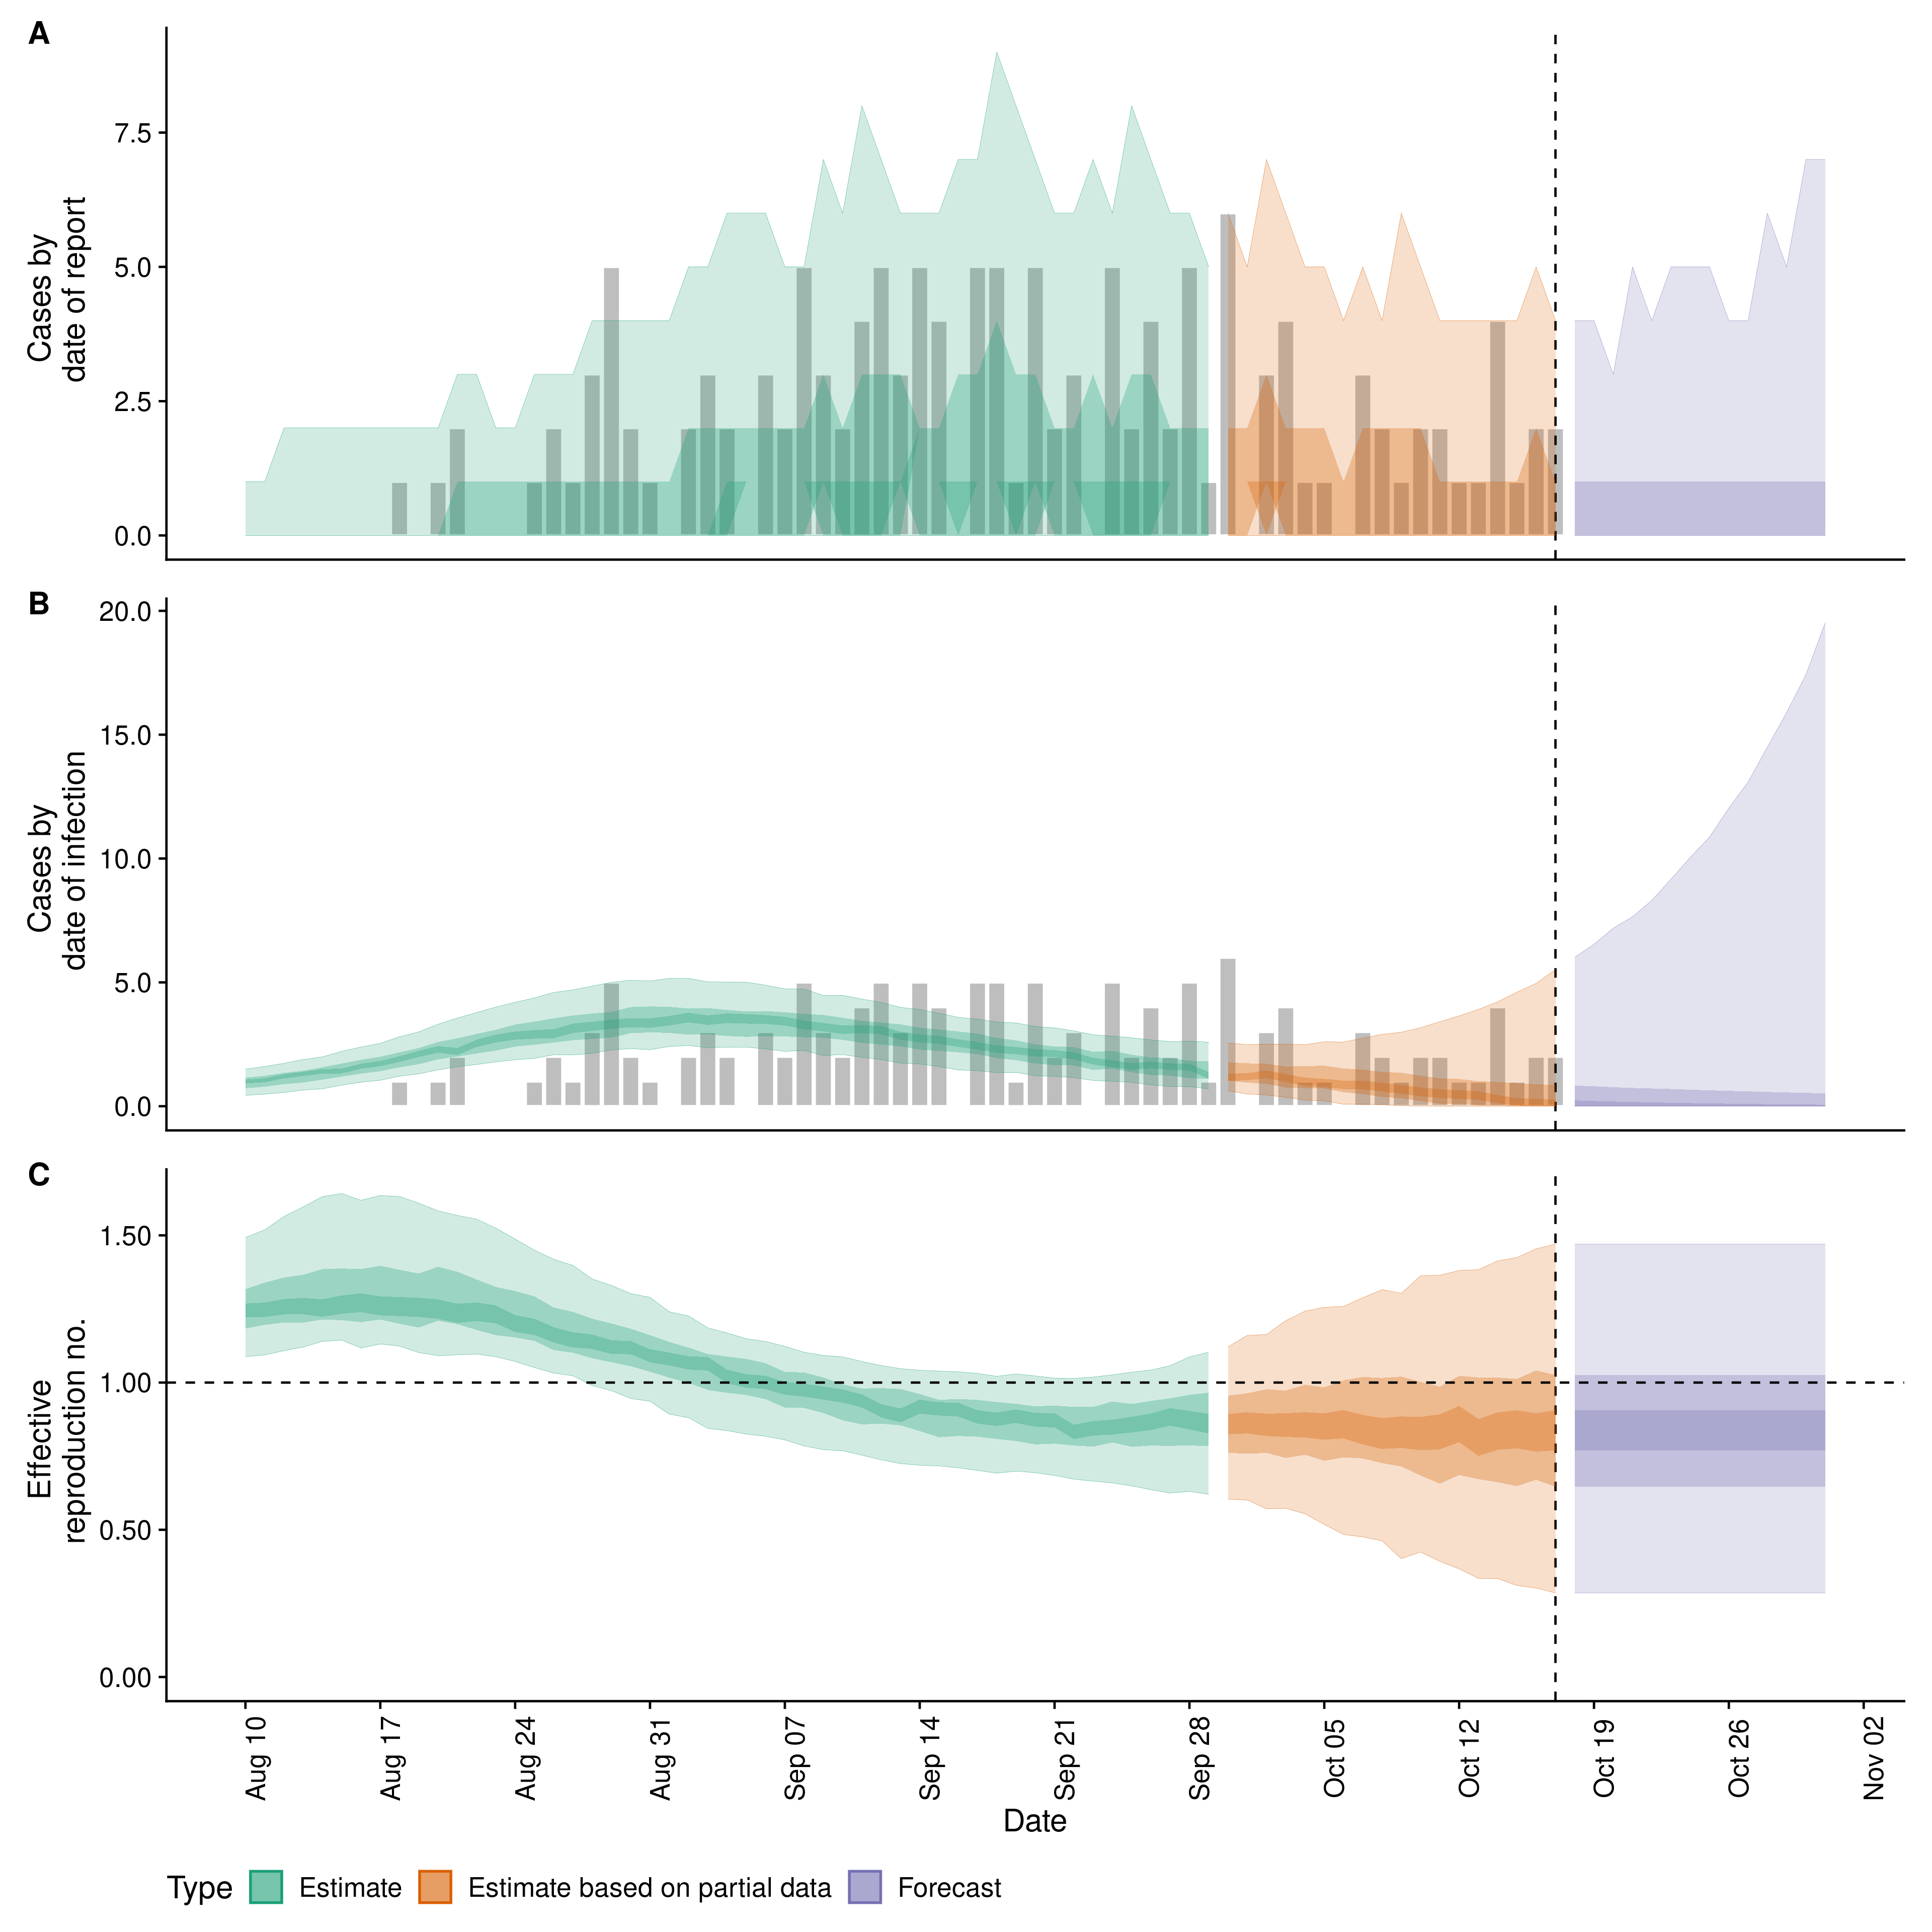 A
Cases by
date of report
7.5
5.0
2.5
0.0
B
Cases by
date of infection
20.0
15.0
10.0
5.0
0.0
C
Effective
reproduction no.
1.50
1.00
0.50
0.00
Aug 10
Aug 17
Aug 24
Aug 31
Sep 07
Sep 14
Sep 21
Sep 28
Oct 05
Oct 12
Oct 19
Oct 26
Nov 02
Date
Type Estimate Estimate based on partial data Forecast